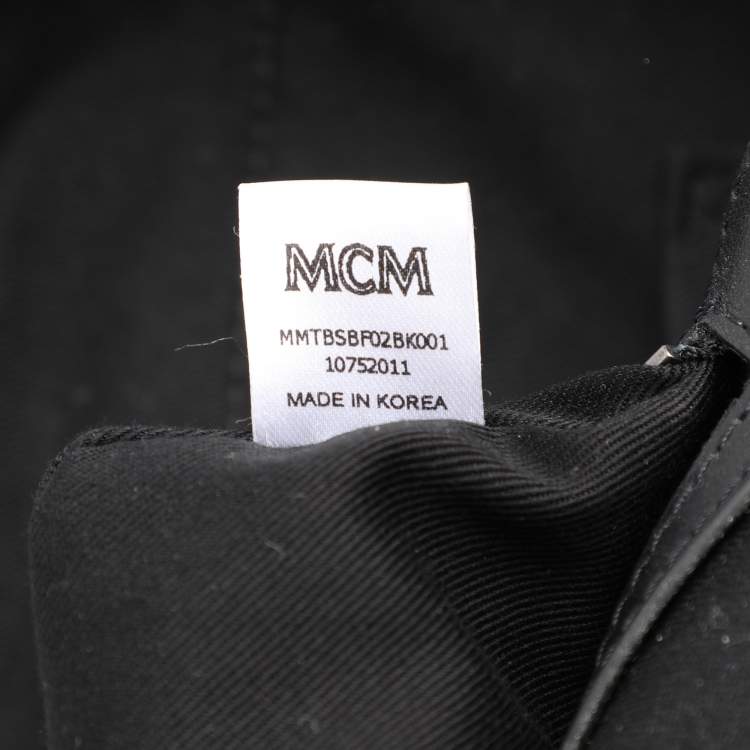 MCM
MMTBSBF02BK001
10752011
MADE IN KOREA